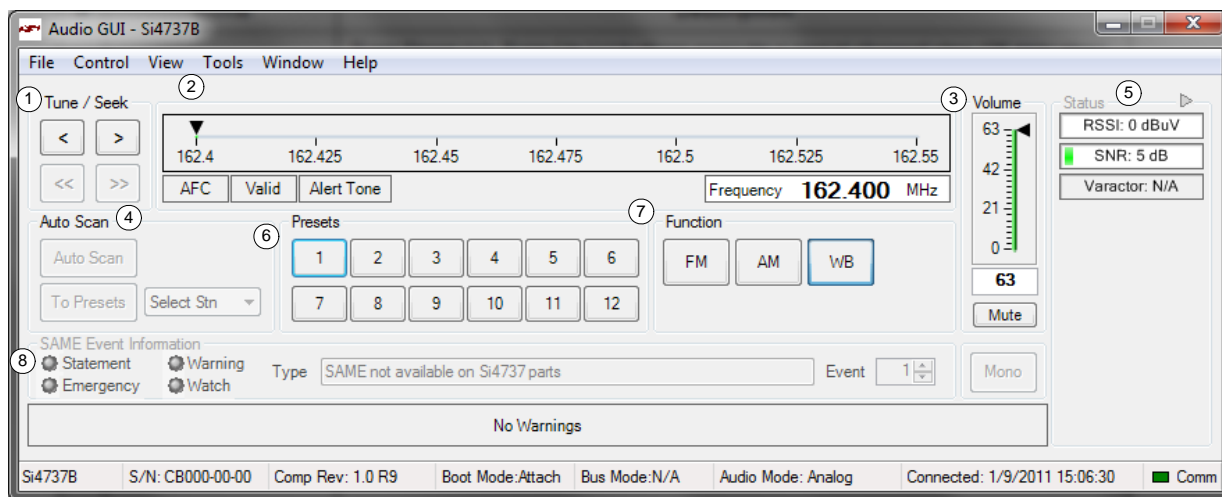 Audio GUI - Si4737B
File Control View Tools Window Help
1 Tune / Seek
2
3 Volume
Status 5
< >
<< >>
162.4 162.425 162.45 162.475 162.5 162.525 162.55
AFC Valid Alert Tone
Frequency 162.400 MHz
63
42
21
0
63
Mute
RSSI: 0 dBuV
SNR: 5 dB
Varactor: N/A
Auto Scan 4
Auto Scan
To Presets Select Stn
6 Presets
1 2 3 4 5 6
7 8 9 10 11 12
7 Function
FM AM WB
SAME Event Information
8 Statement Warning
Emergency Watch
Type SAME not available on Si4737 parts
Event 1
Mono
No Warnings
Si4737B S/N: CB000-00-00 Comp Rev: 1.0 R9 Boot Mode:Attach Bus Mode:N/A Audio Mode: Analog Connected: 1/9/2011 15:06:30 Comm